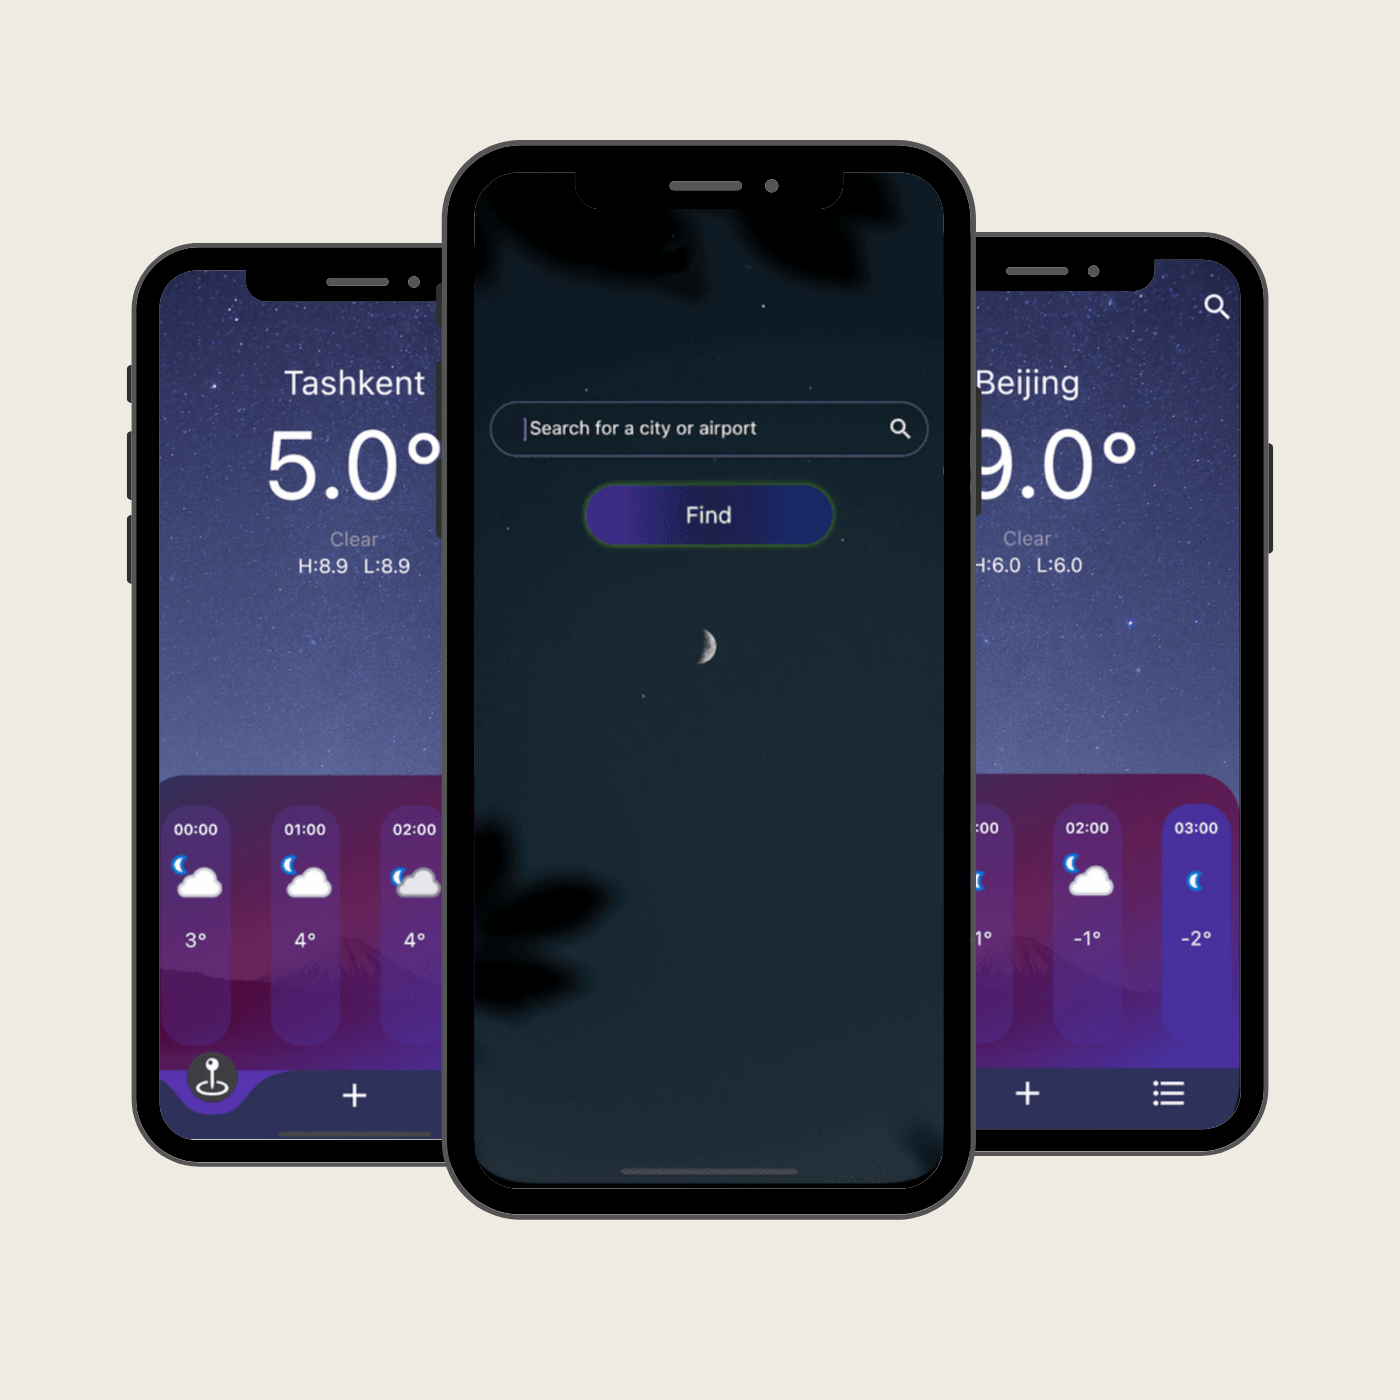 Tashkent
5.0°
Clear
H:8.9 L:8.9
00:00
01:00
02:00
3°
4°
4°
Search for a city or airport
Find
Beijing
9.0°
Clear
H:6.0 L:6.0
:00
02:00
03:00
1°
-1°
-2°